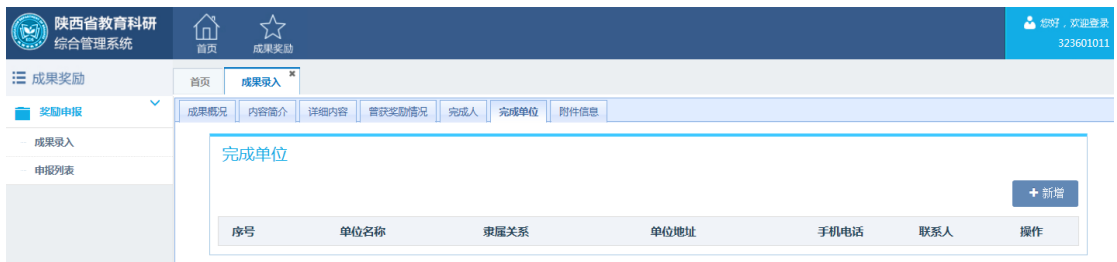 陕西省教育科研
综合管理系统
首页
成果奖励
您好，欢迎登录
323601011
成果奖励
首页
成果录入
奖励申报
成果录入
申报列表
成果概况 内容简介 详细内容 曾获奖励情况 完成人 完成单位 附件信息
完成单位
+ 新增
序号 单位名称 隶属关系 单位地址 手机电话 联系人 操作